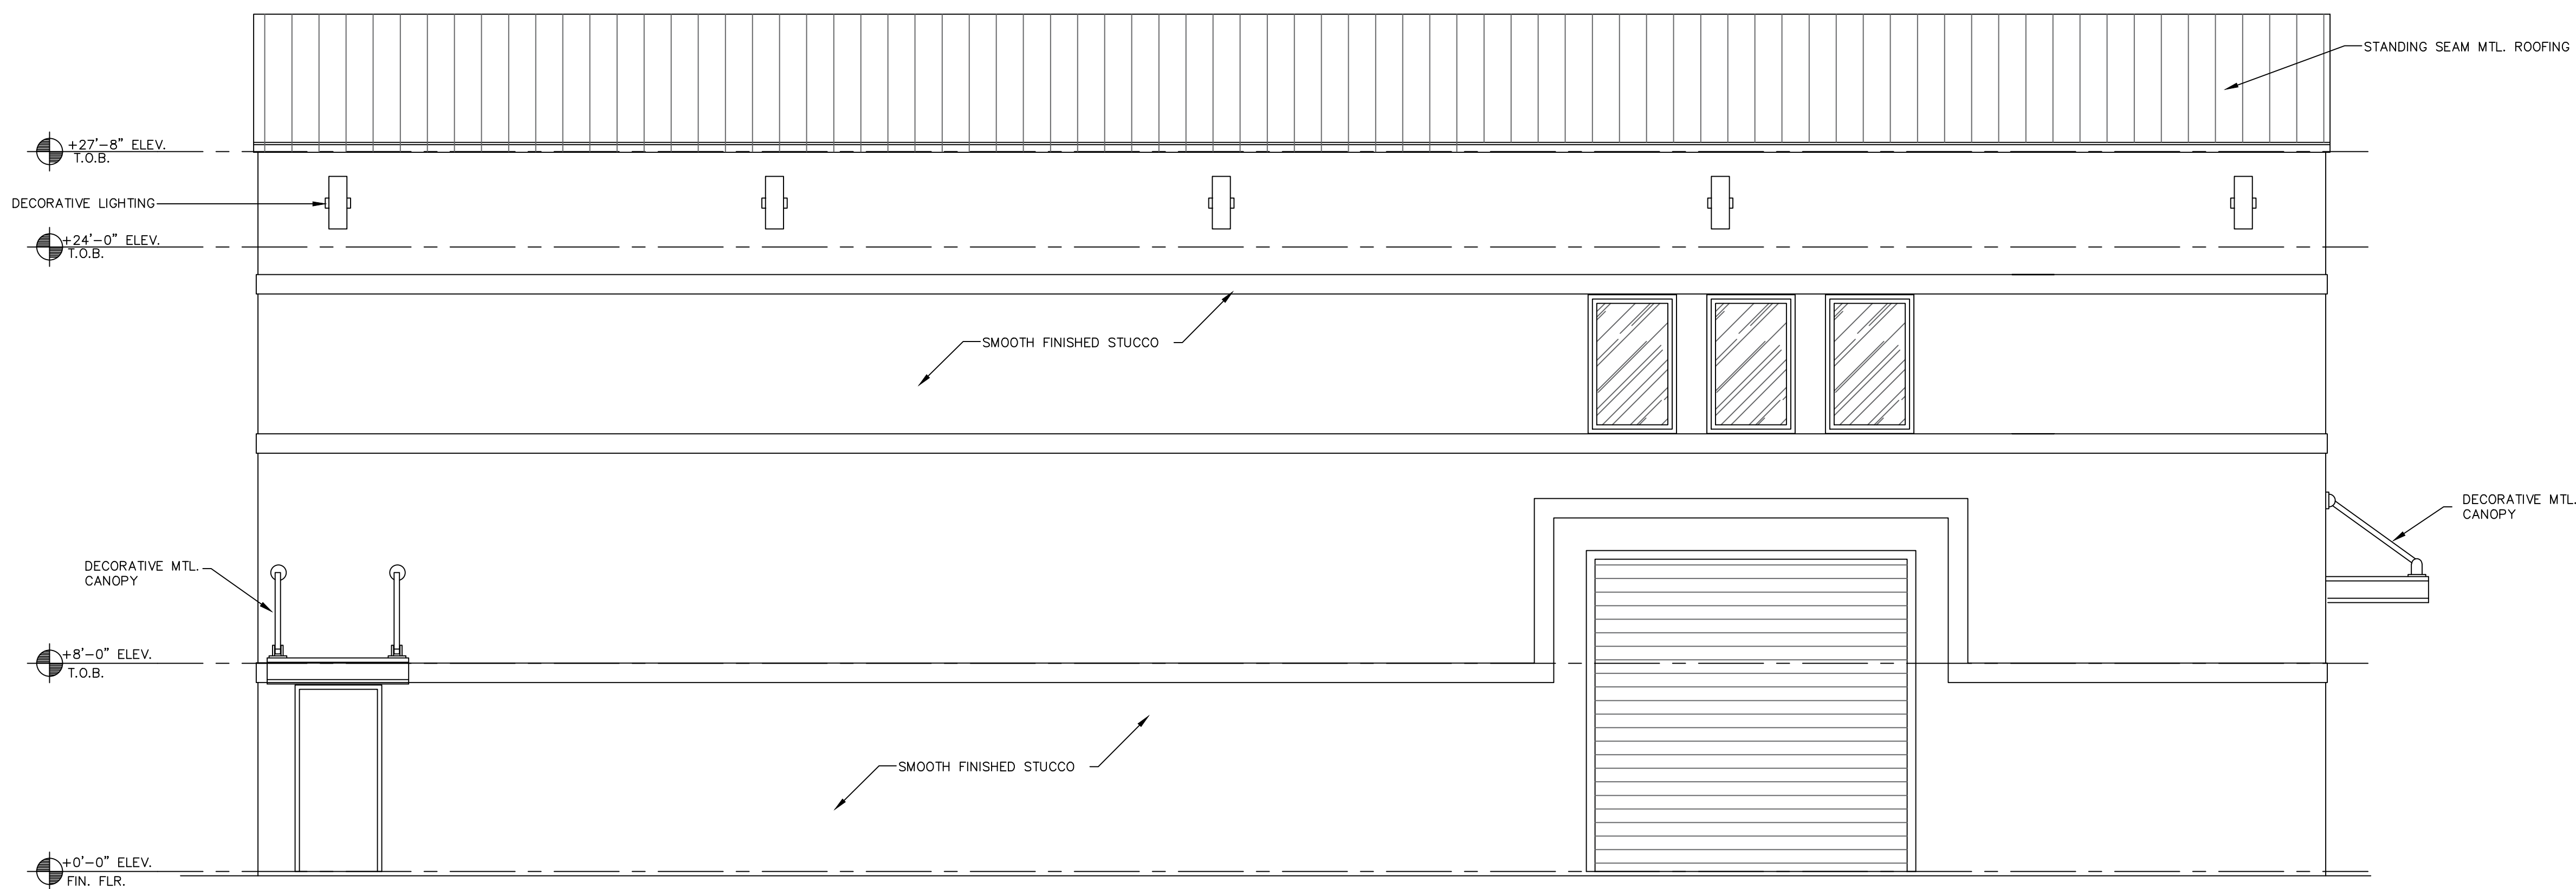 STANDING SEAM MTL. ROOFING
+27'-8" ELEV.
T.O.B.
DECORATIVE LIGHTING
+24'-0" ELEV.
T.O.B.
SMOOTH FINISHED STUCCO
DECORATIVE MTL.
CANOPY
DECORATIVE MTL.
CANOPY
+8'-0" ELEV.
T.O.B.
SMOOTH FINISHED STUCCO
+0'-0" ELEV.
FIN. FLR.